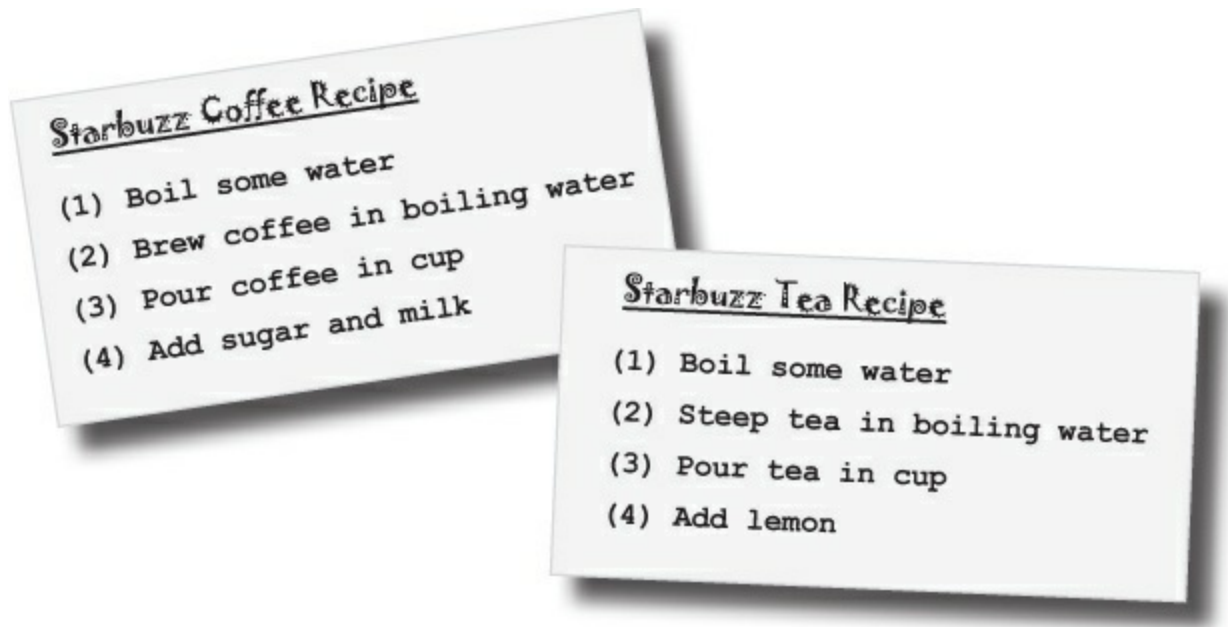 Starbuzz Coffee Recipe
(1) Boil some water
(2) Brew coffee in boiling water
(3) Pour coffee in cup
(4) Add sugar and milk
Starbuzz Tea Recipe
(1) Boil some water
(2) Steep tea in boiling water
(3) Pour tea in cup
(4) Add lemon